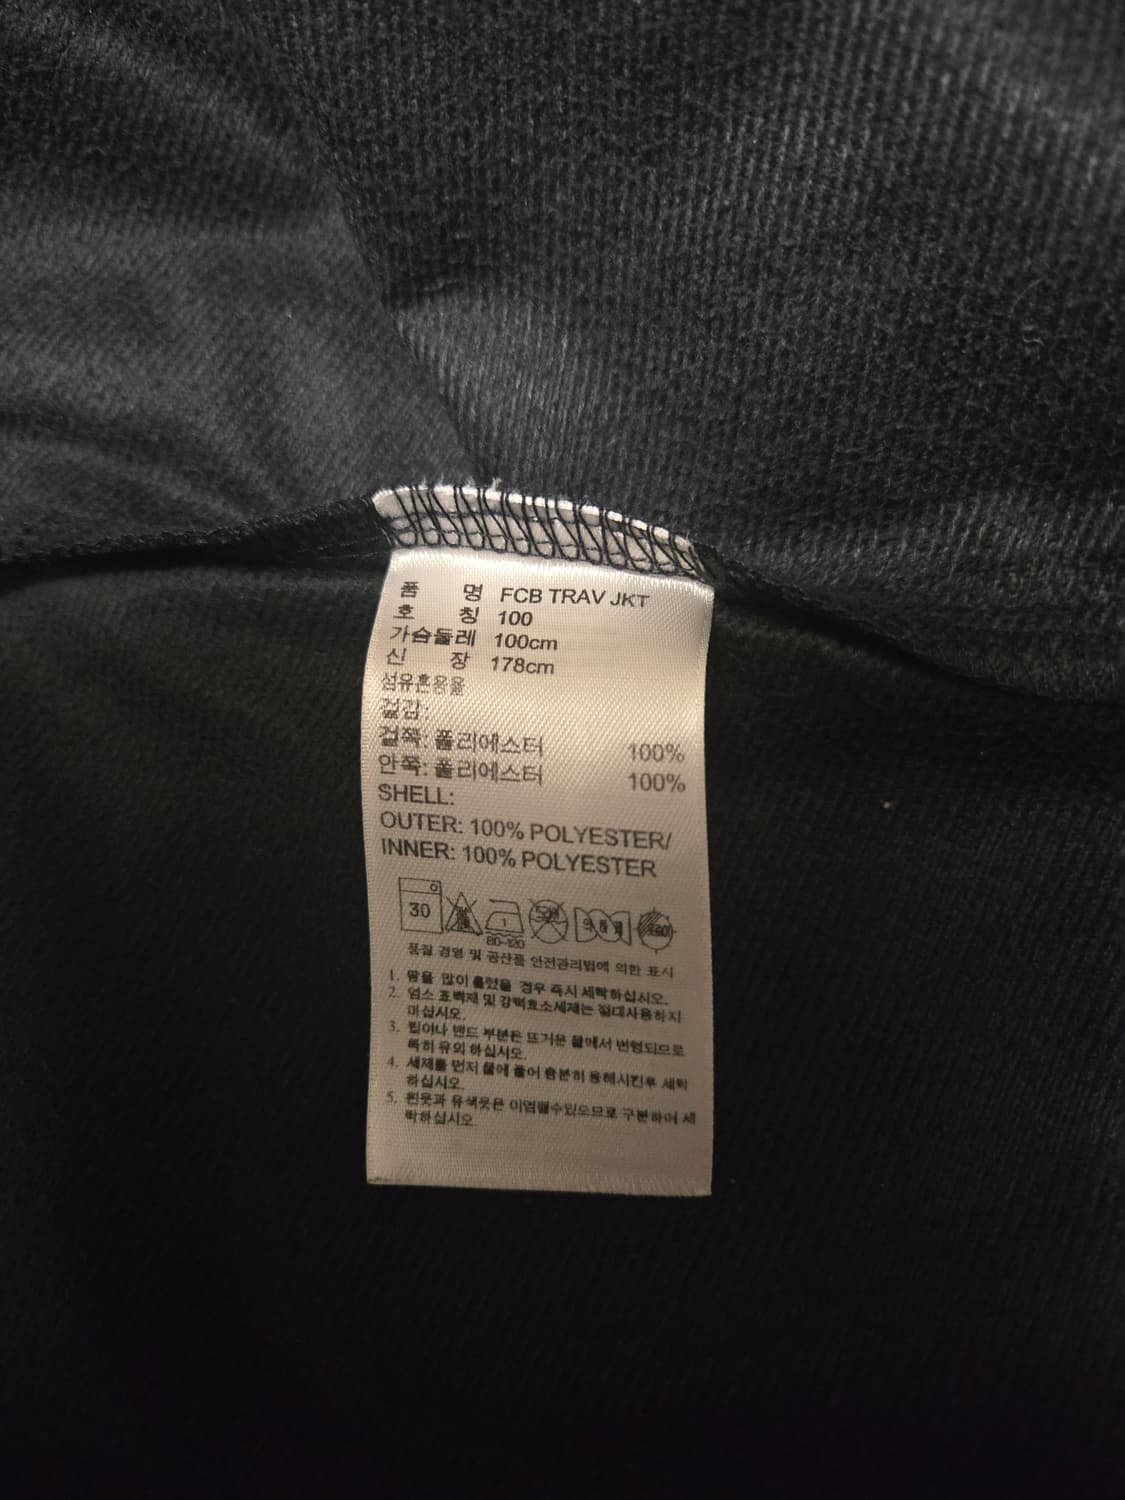 품 명 FCB TRAV JKT
호 칭 100
가슴둘레 100cm
신 장 178cm
섬유혼용율
겉감:
겉쪽: 폴리에스터 100%
안쪽: 폴리에스터 100%
SHELL:
OUTER: 100% POLYESTER/
INNER: 100% POLYESTER
30
80~120
품질 경영 및 공산품 안전관리법에 의한 표시
1. 땀을 많이 흘렸을 경우 즉시 세탁하십시오.
2. 염소 표백제 및 강력효소세제는 절대사용하지
마십시오.
3. 립이나 밴드 부분은 뜨거운 물에서 변형되므로
특히 유의 하십시오.
4. 세제를 먼저 물에 풀어 충분히 용해시킨후 세탁
하십시오.
5. 흰옷과 유색옷은 이염될수있으므로 구분하여 세
탁하십시오